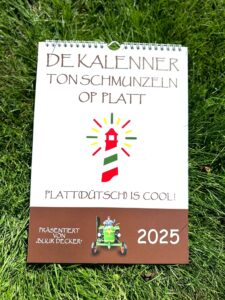 DE KALENNER
TON SCHMUNZELN
OP PLATT
PLATT(DÜTSCH) IS COOL!
PRÄSENTIERT
VON
„BUUR DECKER“
2025